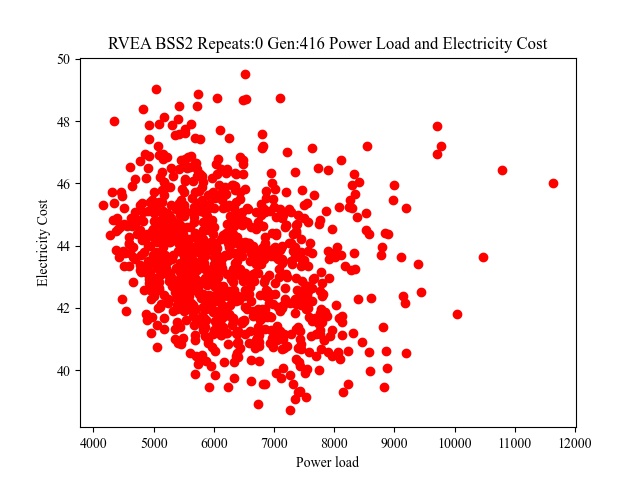 RVEA BSS2 Repeats:0 Gen:416 Power Load and Electricity Cost
50
48
46
44
42
40
Electricity Cost
4000 5000 6000 7000 8000 9000 10000 11000 12000
Power load